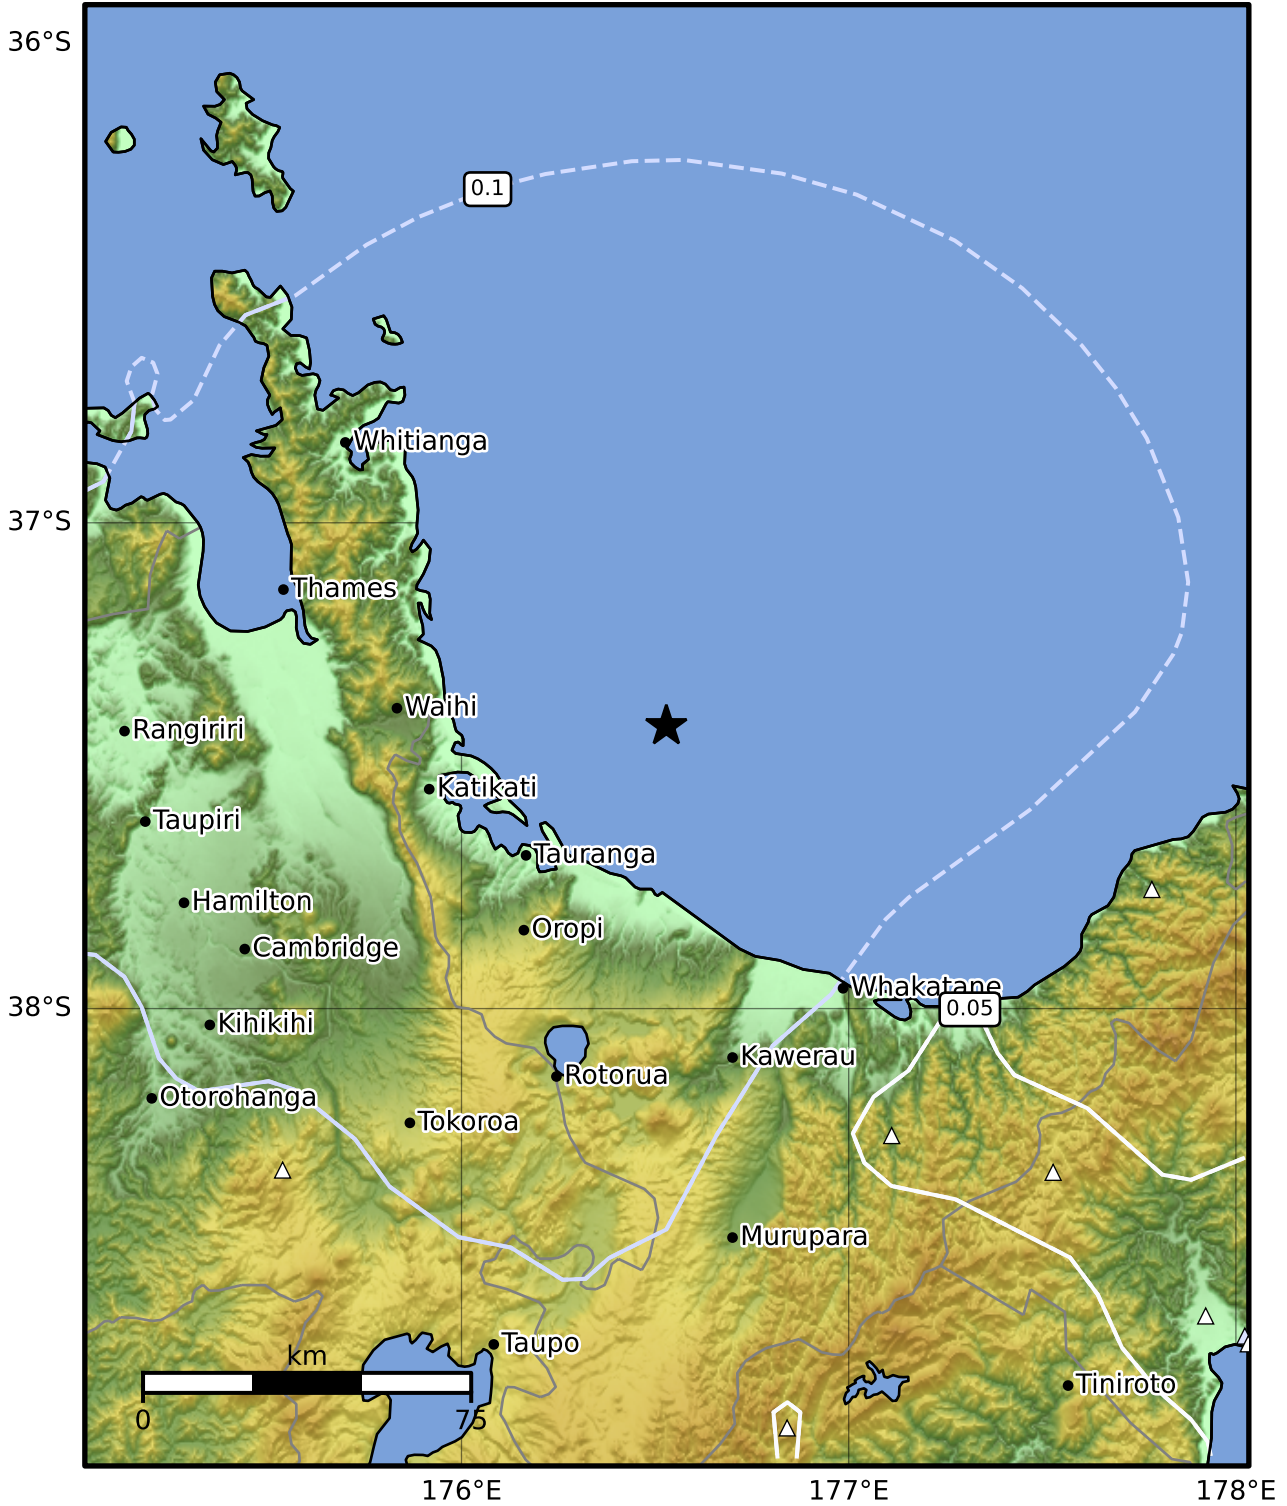 36°S
0.1
Whitianga
37°S
Thames
Waihi
Rangiriri
Katikati
Taupiri
Tauranga
Hamilton
Oropi
Cambridge
Whakatane
38°S
0.05
Kihikihi
Kawerau
Rotorua
Otorohanga
Tokoroa
Murupara
Taupo
km
Tiniroto
0 75
176°E 177°E 178°E